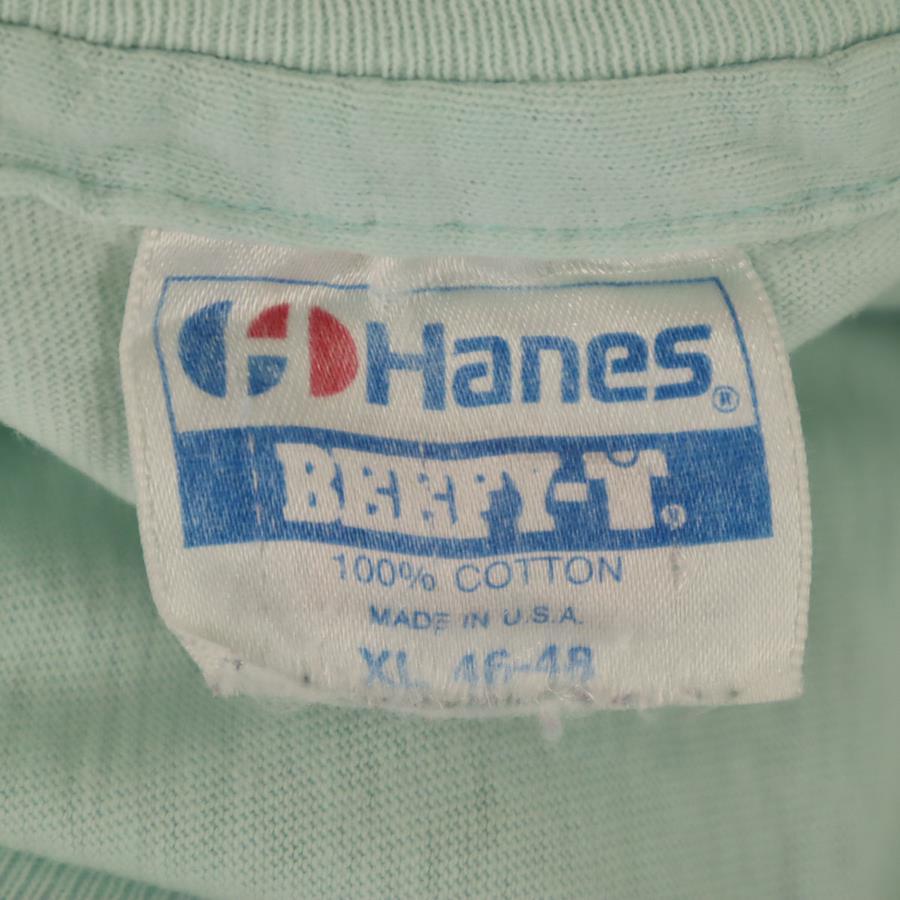 Hanes®
BEEFY-T®
100% COTTON
MADE IN U.S.A.
XL 46-48